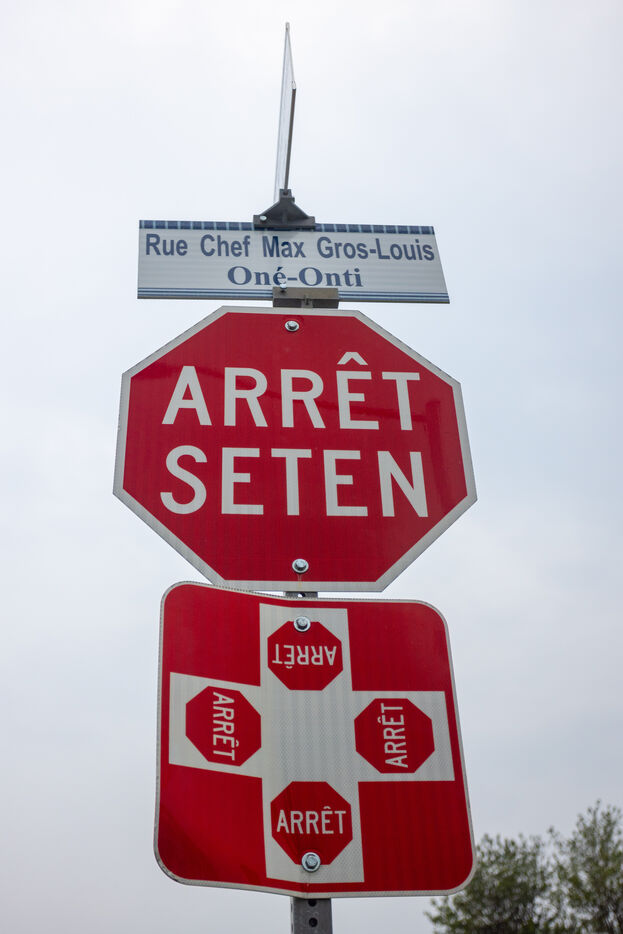 Rue Chef Max Gros-Louis
Oné-Onti
ARRÊT
SETEN
ARRÊT
ARRÊT
ARRÊT
ARRÊT